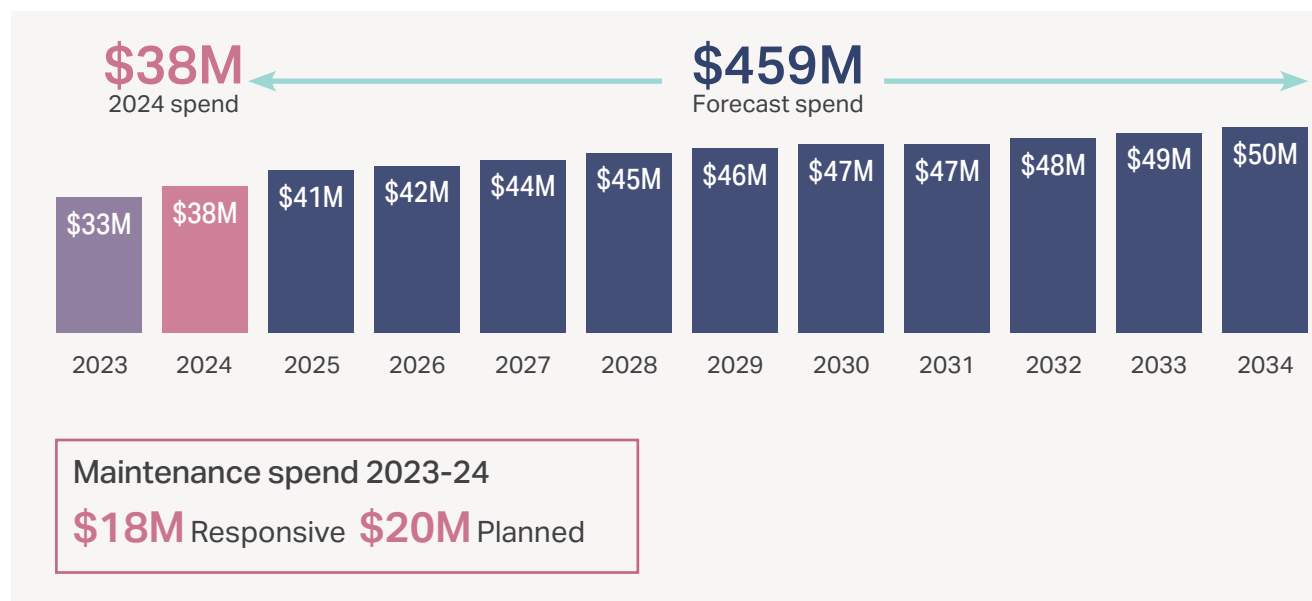 $38M
2024 spend
$459M
Forecast spend
$33M
$38M
$41M
$42M
$44M
$45M
$46M
$47M
$47M
$48M
$49M
$50M
2023 2024 2025 2026 2027 2028 2029 2030 2031 2032 2033 2034
Maintenance spend 2023-24
$18M Responsive $20M Planned